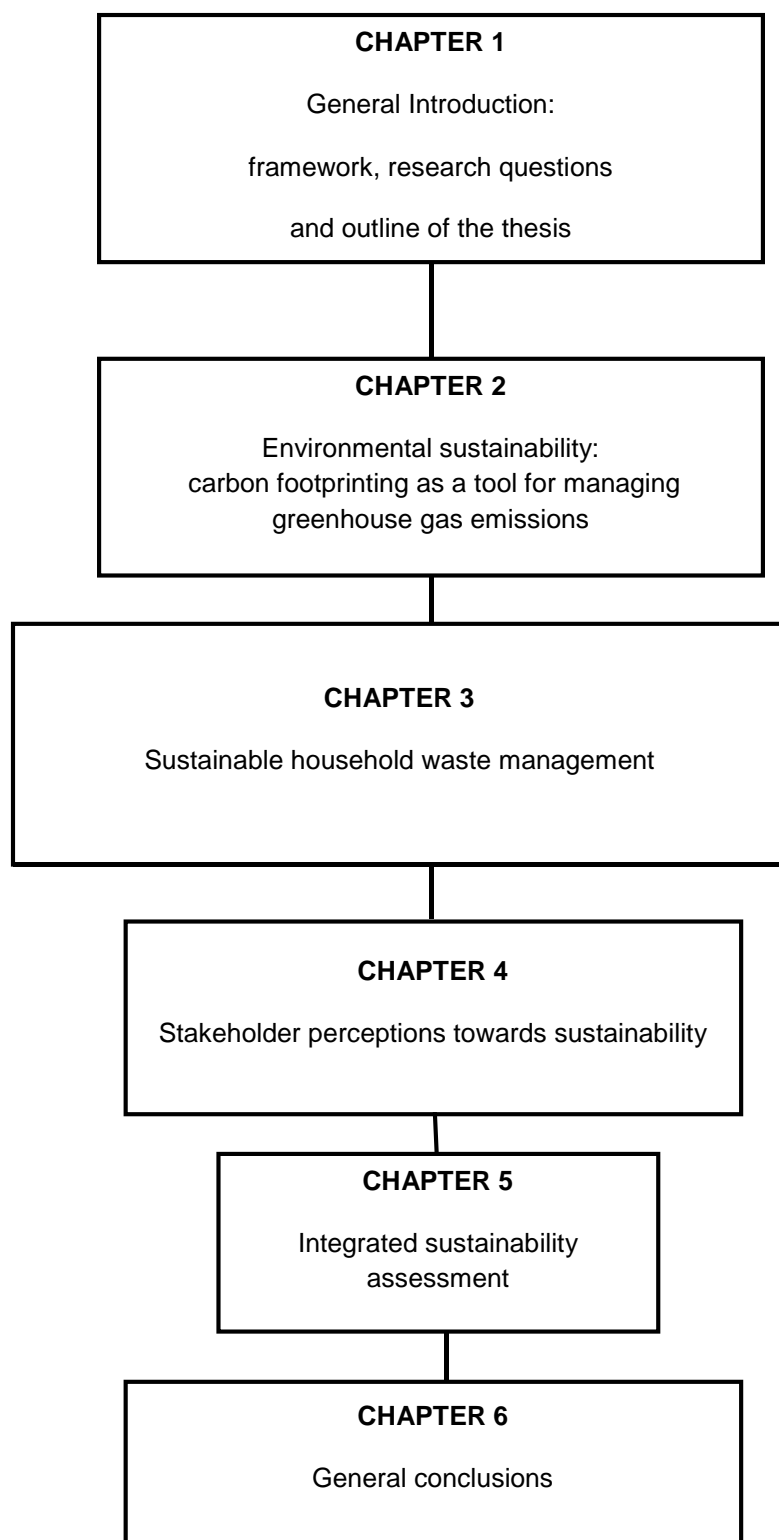 CHAPTER 1
General Introduction:
framework, research questions
and outline of the thesis
CHAPTER 2
Environmental sustainability:
carbon footprinting as a tool for managing
greenhouse gas emissions
CHAPTER 3
Sustainable household waste management
CHAPTER 4
Stakeholder perceptions towards sustainability
CHAPTER 5
Integrated sustainability
assessment
CHAPTER 6
General conclusions